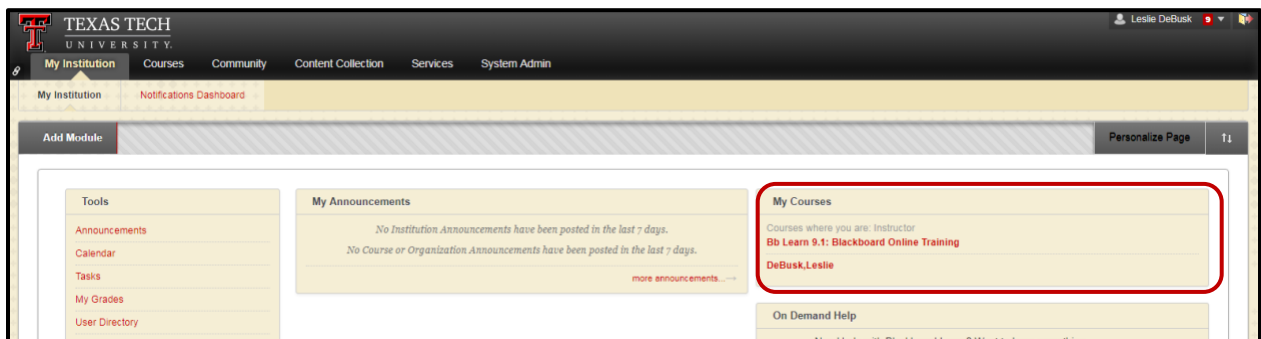 TEXAS TECH
UNIVERSITY.
Leslie DeBusk 9
My Institution Courses Community Content Collection Services System Admin
My Institution Notifications Dashboard
Add Module
Personalize Page
Tools
Announcements
Calendar
Tasks
My Grades
User Directory
My Announcements
No Institution Announcements have been posted in the last 7 days.
No Course or Organization Announcements have been posted in the last 7 days.
more announcements...→
My Courses
Courses where you are: Instructor
Bb Learn 9.1: Blackboard Online Training
DeBusk,Leslie
On Demand Help